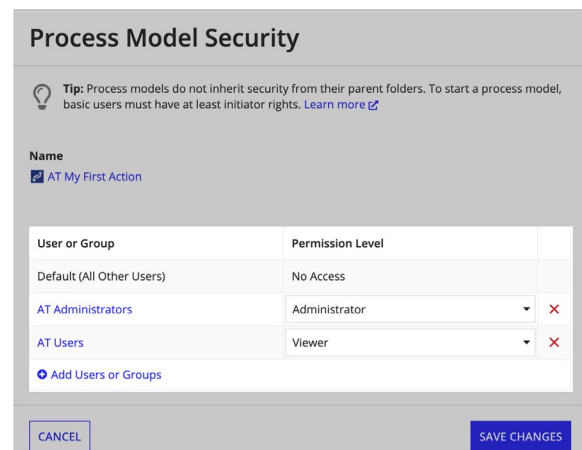 Process Model Security
Tip: Process models do not inherit security from their parent folders. To start a process model,
basic users must have at least initiator rights. Learn more
Name
AT My First Action
User or Group Permission Level
Default (All Other Users) No Access
AT Administrators Administrator
AT Users Viewer
Add Users or Groups
CANCEL SAVE CHANGES